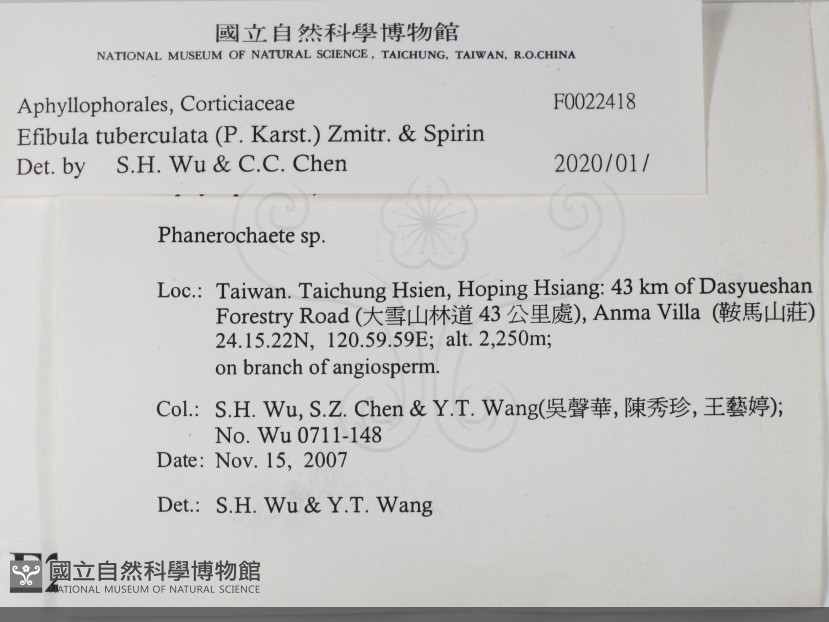 國立自然科學博物館
NATIONAL MUSEUM OF NATURAL SCIENCE, TAICHUNG, TAIWAN, R.O.CHINA
Aphyllophorales, Corticiaceae F0022418
Efibula tuberculata (P. Karst.) Zmitr. & Spirin
Det. by S.H. Wu & C.C. Chen 2020/01/
Phanerochaete sp.
Loc.: Taiwan. Taichung Hsien, Hoping Hsiang: 43 km of Dasyueshan
Forestry Road (大雪山林道 43 公里處), Anma Villa (鞍馬山莊)
24.15.22N, 120.59.59E; alt. 2,250m;
on branch of angiosperm.
Col.: S.H. Wu, S.Z. Chen & Y.T. Wang(吳聲華, 陳秀珍, 王藝婷);
No. Wu 0711-148
Date: Nov. 15, 2007
Det.: S.H. Wu & Y.T. Wang
國立自然科學博物館
NATIONAL MUSEUM OF NATURAL SCIENCE